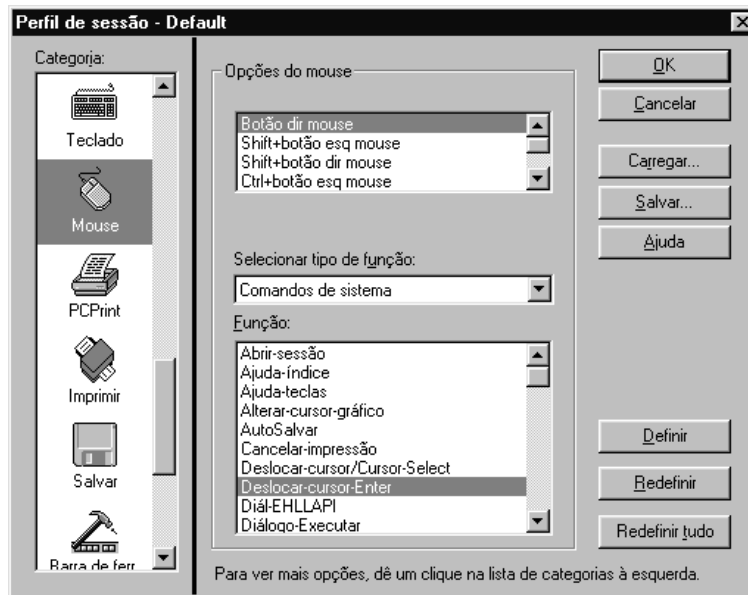 Perfil de sessão - Default
Categoria:
Teclado
Mouse
PCPrint
Imprimir
Salvar
Barra de ferr
Opções do mouse
Botão dir mouse
Shift+botão esq mouse
Shift+botão dir mouse
Ctrl+botão esq mouse
Selecionar tipo de função:
Comandos de sistema
Função:
Abrir-sessão
Ajuda-índice
Ajuda-teclas
Alterar-cursor-gráfico
AutoSalvar
Cancelar-impressão
Deslocar-cursor/Cursor-Select
Deslocar-cursor-Enter
Diál-EHLLAPI
Diálogo-Executar
OK
Cancelar
Carregar...
Salvar...
Ajuda
Definir
Redefinir
Redefinir tudo
Para ver mais opções, dê um clique na lista de categorias à esquerda.